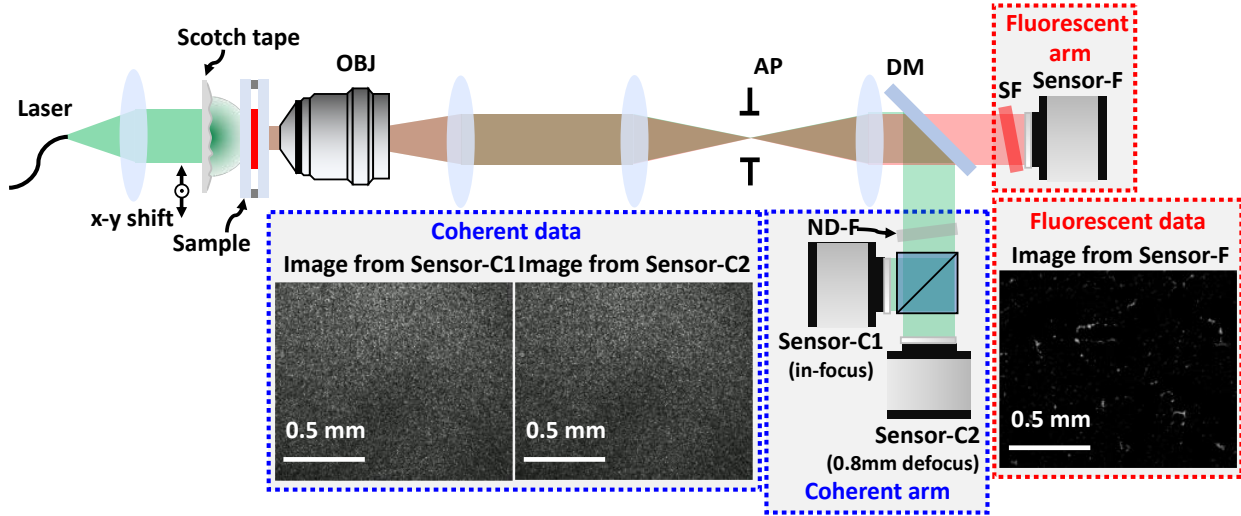 Scotch tape
Laser
OBJ
AP
DM
Fluorescent
arm
SF
Sensor-F
x-y shift
Sample
Coherent data
Image from Sensor-C1
Image from Sensor-C2
0.5 mm
0.5 mm
ND-F
Sensor-C1
(in-focus)
Sensor-C2
(0.8mm defocus)
Coherent arm
Fluorescent data
Image from Sensor-F
0.5 mm